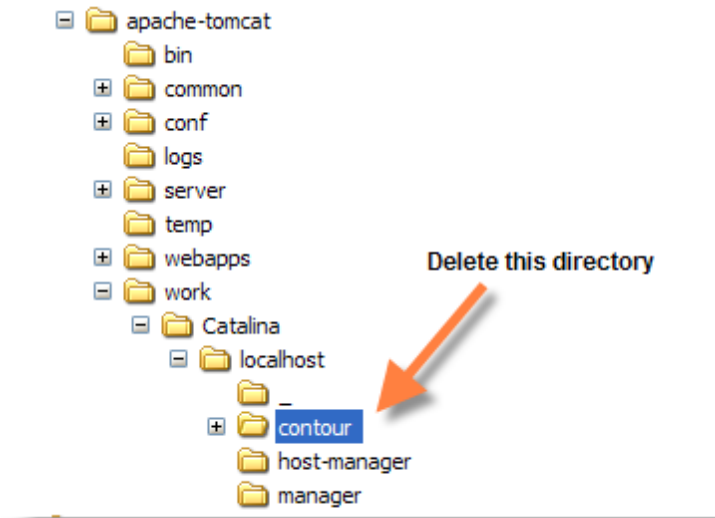 apache-tomcat
bin
common
conf
logs
server
temp
webapps
Delete this directory
work
Catalina
localhost
_
contour
host-manager
manager